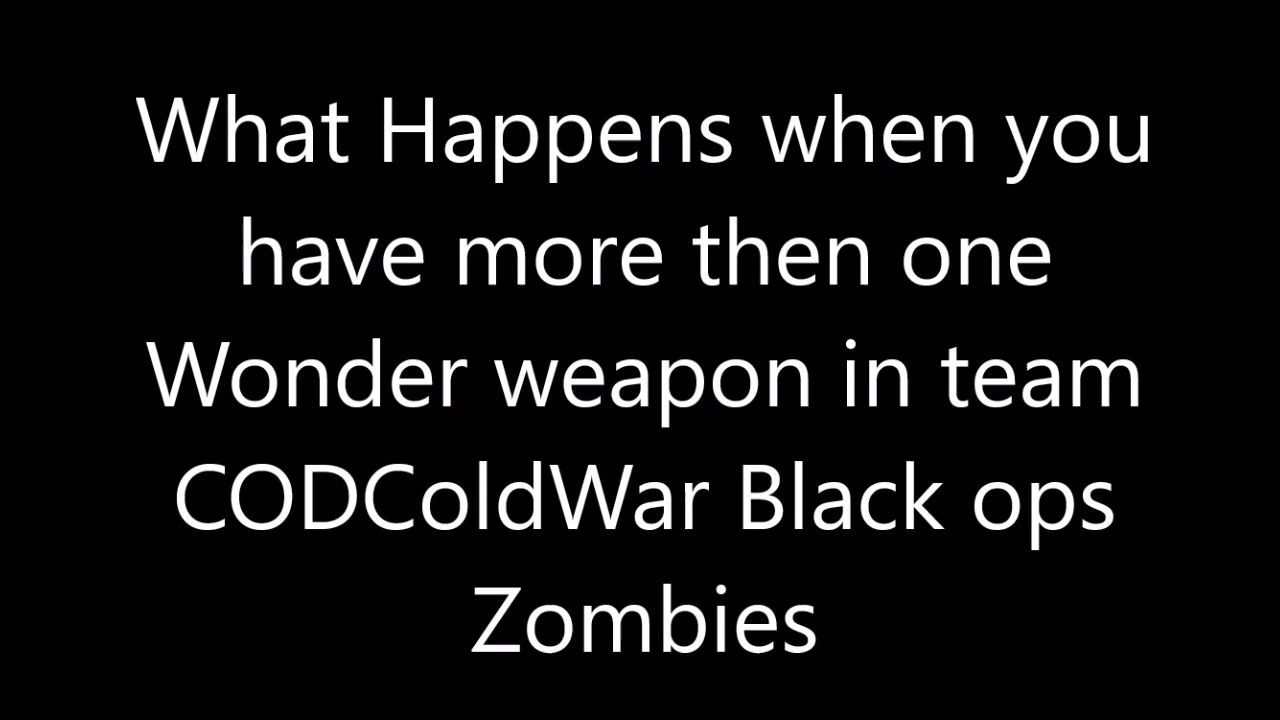 What Happens when you
have more then one
Wonder weapon in team
CODColdWar Black ops
Zombies